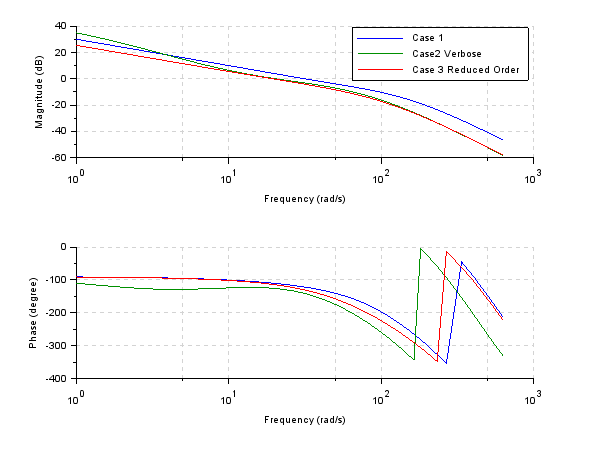 40
20
0
-20
-40
-60
Magnitude (dB)
Case 1
Case2 Verbose
Case 3 Reduced Order
10^0
10^1
10^2
10^3
Frequency (rad/s)
0
-100
-200
-300
-400
Phase (degree)
10^0
10^1
10^2
10^3
Frequency (rad/s)